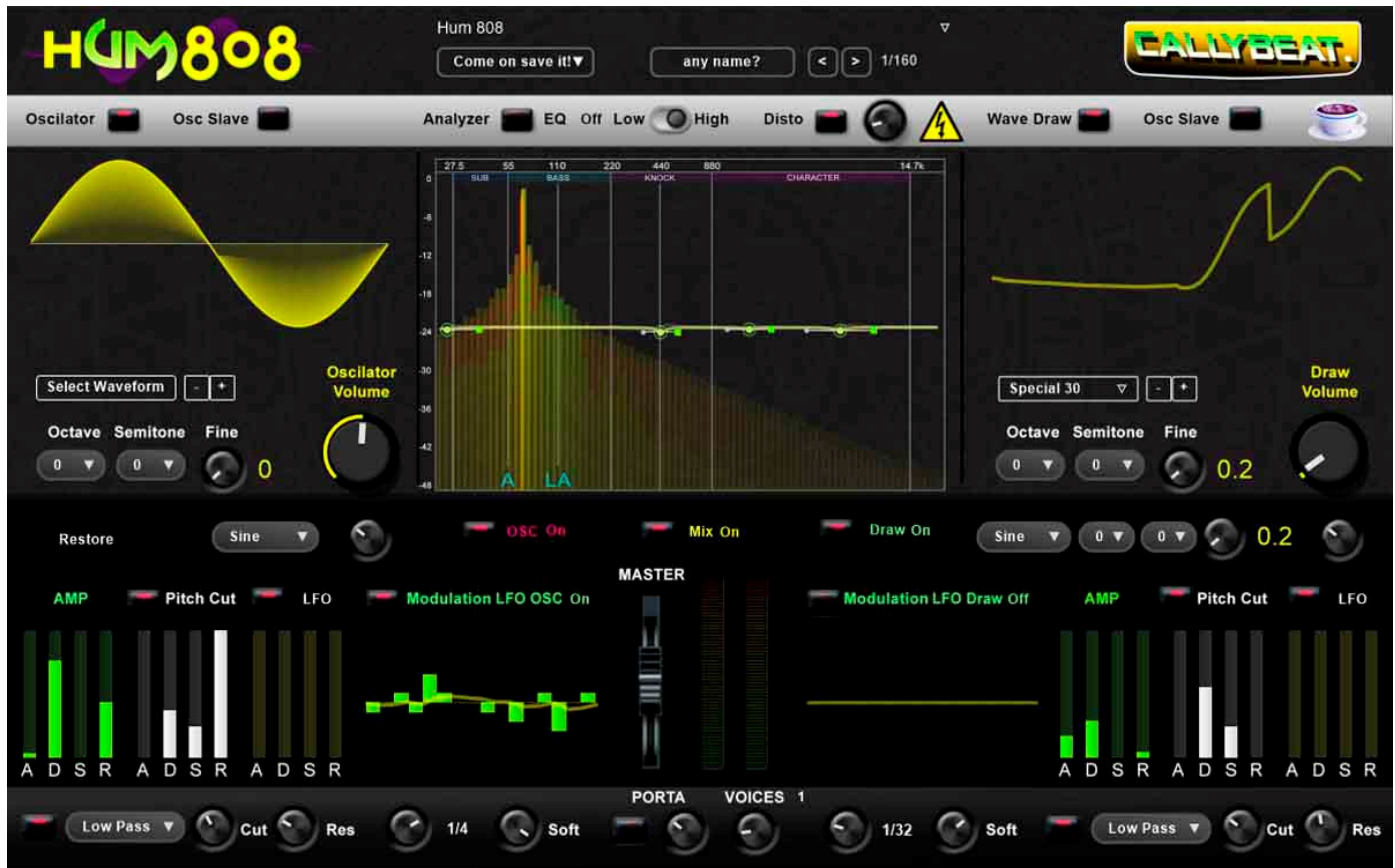 HUM808
Hum 808
Come on save it!▼ any name? < > 1/160
CALLYBEAT.
Oscilator Osc Slave Analyzer EQ Off Low High Disto Wave Draw Osc Slave
27.5 55 110 220 440 880 14.7k
SUB BASS KNOCK CHARACTER
0
-6
-12
-18
-24
-30
-36
-42
-48
A LA
Select Waveform - +
Oscilator
Volume
Octave Semitone Fine
0 ▼ 0 ▼ 0
Special 30 ▽ - +
Draw
Volume
Octave Semitone Fine
0 ▼ 0 ▼ 0.2
Restore Sine ▼ OSC On Mix On Draw On Sine ▼ 0 ▼ 0 ▼ 0.2
MASTER
AMP Pitch Cut LFO Modulation LFO OSC On Modulation LFO Draw Off AMP Pitch Cut LFO
A D S R A D S R A D S R A D S R A D S R A D S R
PORTA VOICES 1
Low Pass ▼ Cut Res 1/4 Soft 1/32 Soft Low Pass ▼ Cut Res